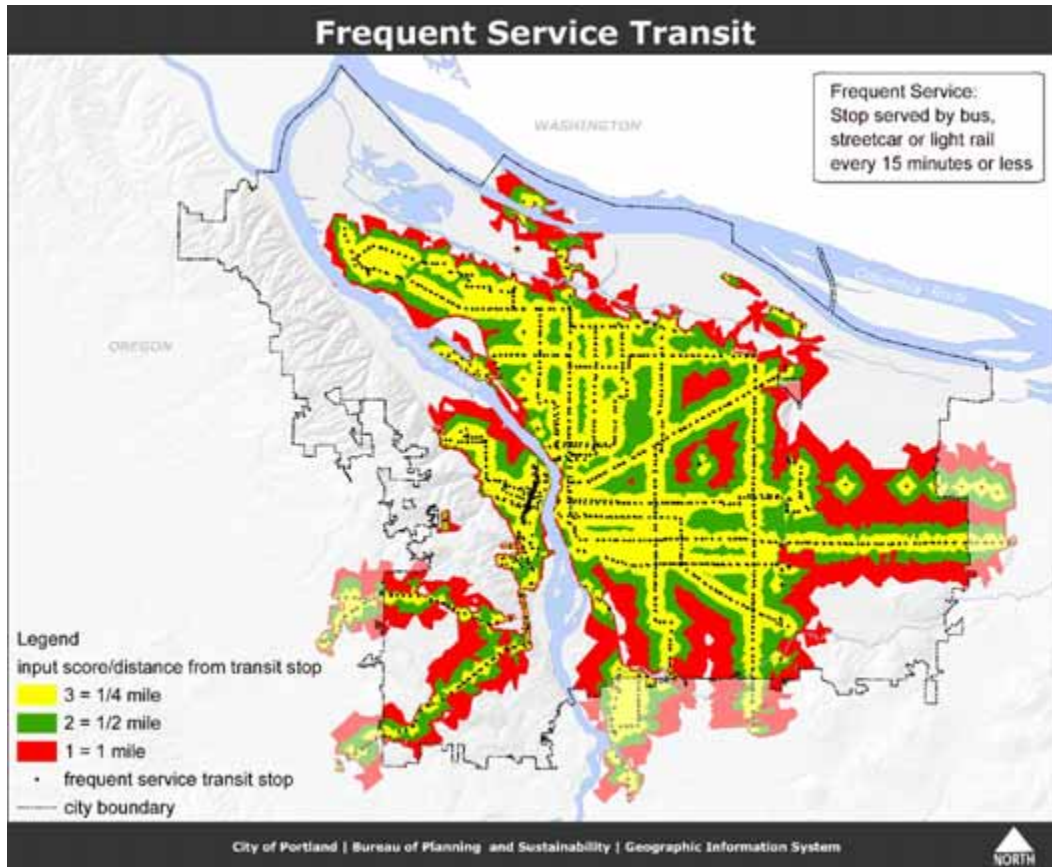 Frequent Service Transit
Frequent Service:
Stop served by bus,
streetcar or light rail
every 15 minutes or less
WASHINGTON
Columbia River
OREGON
Legend
input score/distance from transit stop
3 = 1/4 mile
2 = 1/2 mile
1 = 1 mile
frequent service transit stop
city boundary
City of Portland | Bureau of Planning and Sustainability | Geographic Information System
NORTH